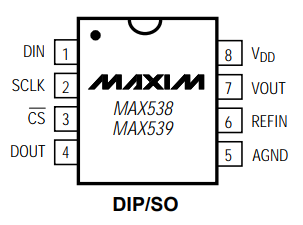 DIN 1
SCLK 2
C̅S̅ 3
DOUT 4
MAXIM
MAX538
MAX539
8 VDD
7 VOUT
6 REFIN
5 AGND
DIP/SO